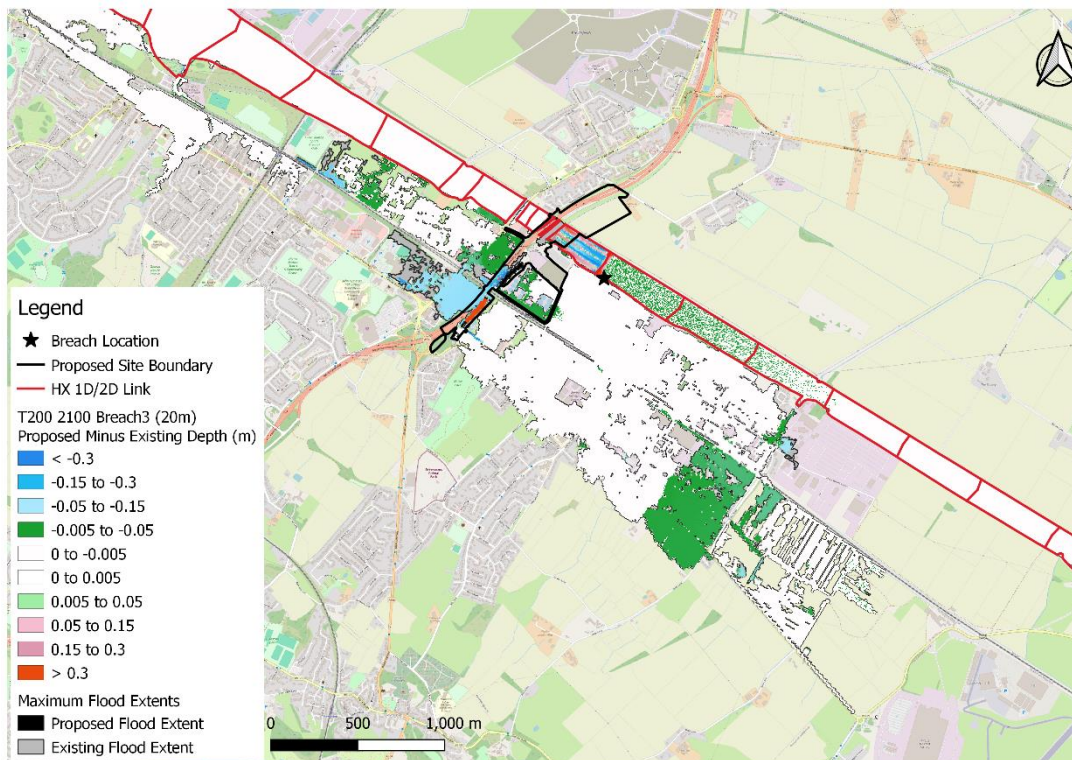 Legend
Breach Location
Proposed Site Boundary
HX 1D/2D Link
T200 2100 Breach3 (20m)
Proposed Minus Existing Depth (m)
< -0.3
-0.15 to -0.3
-0.05 to -0.15
-0.005 to -0.05
0 to -0.005
0 to 0.005
0.005 to 0.05
0.05 to 0.15
0.15 to 0.3
> 0.3
Maximum Flood Extents
Proposed Flood Extent
Existing Flood Extent
0 500 1,000 m